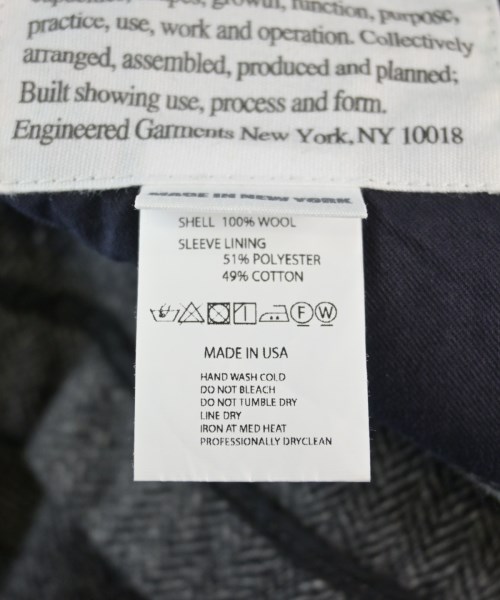 growth, function, purpose,
practice, use, work and operation. Collectively
arranged, assembled, produced and planned;
Built showing use, process and form.
Engineered Garments New York, NY 10018
MADE IN NEW YORK
SHELL 100% WOOL
SLEEVE LINING
51% POLYESTER
49% COTTON
F W
MADE IN USA
HAND WASH COLD
DO NOT BLEACH
DO NOT TUMBLE DRY
LINE DRY
IRON AT MED HEAT
PROFESSIONALLY DRYCLEAN